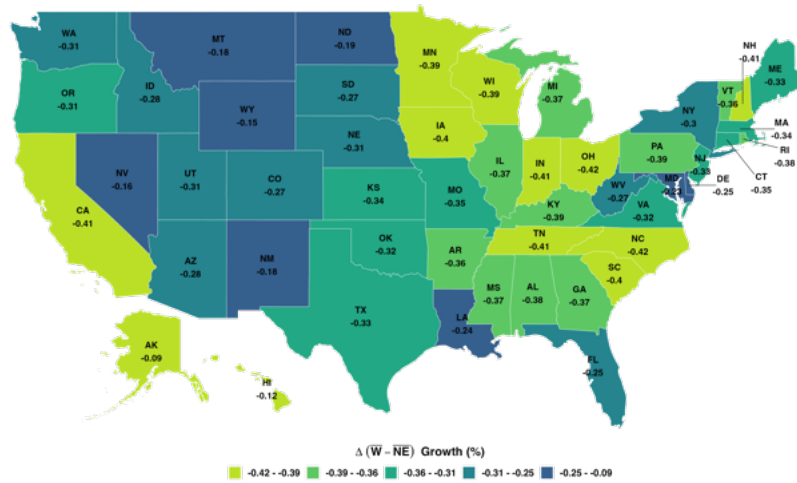 WA
-0.31
MT
-0.18
ND
-0.19
MN
-0.39
NH
-0.41
ME
-0.33
VT
-0.36
OR
-0.31
ID
-0.28
SD
-0.27
WI
-0.39
MI
-0.37
NY
-0.3
MA
-0.34
WY
-0.15
RI
-0.38
IA
-0.4
NE
-0.31
PA
-0.39
NJ
-0.33
CT
-0.35
NV
-0.16
UT
-0.31
CO
-0.27
IL
-0.37
IN
-0.41
OH
-0.42
MD
-0.23
DE
-0.25
WV
-0.27
CA
-0.41
KS
-0.34
MO
-0.35
KY
-0.39
VA
-0.32
AZ
-0.28
NM
-0.18
OK
-0.32
AR
-0.36
TN
-0.41
NC
-0.42
SC
-0.4
TX
-0.33
MS
-0.37
AL
-0.38
GA
-0.37
LA
-0.24
AK
-0.09
FL
-0.25
HI
-0.12
Δ (W̅ − N̅E̅) Growth (%)
-0.42 - -0.39 -0.39 - -0.36 -0.36 - -0.31 -0.31 - -0.25 -0.25 - -0.09